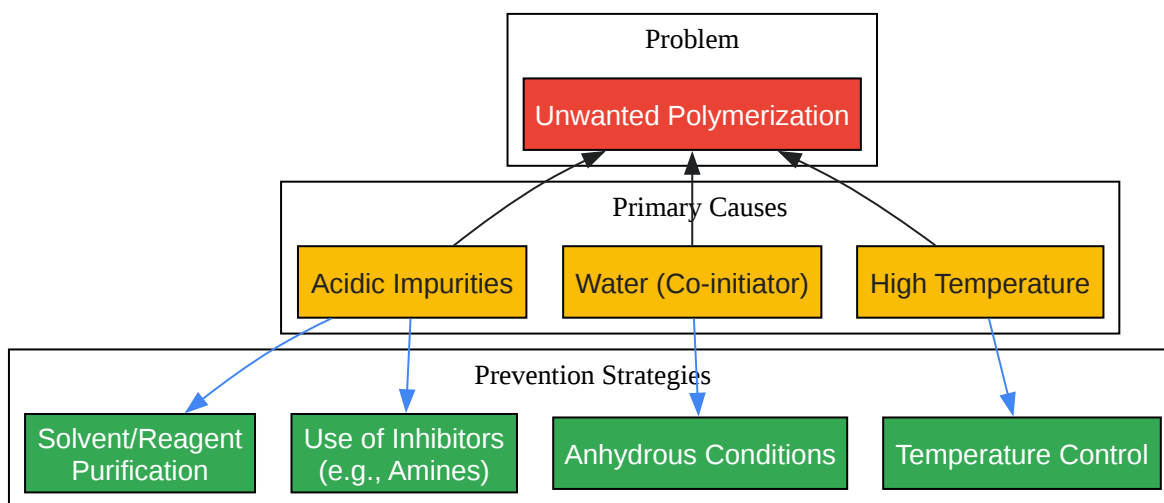 Problem
Unwanted Polymerization
Primary Causes
Acidic Impurities
Water (Co-initiator)
High Temperature
Prevention Strategies
Solvent/Reagent
Purification
Use of Inhibitors
(e.g., Amines)
Anhydrous Conditions
Temperature Control